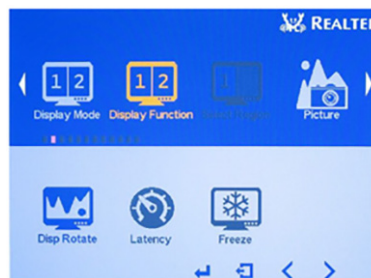 REALTE
1 2
1 2
Display Mode
Display Function
Picture
Disp Rotate
Latency
Freeze